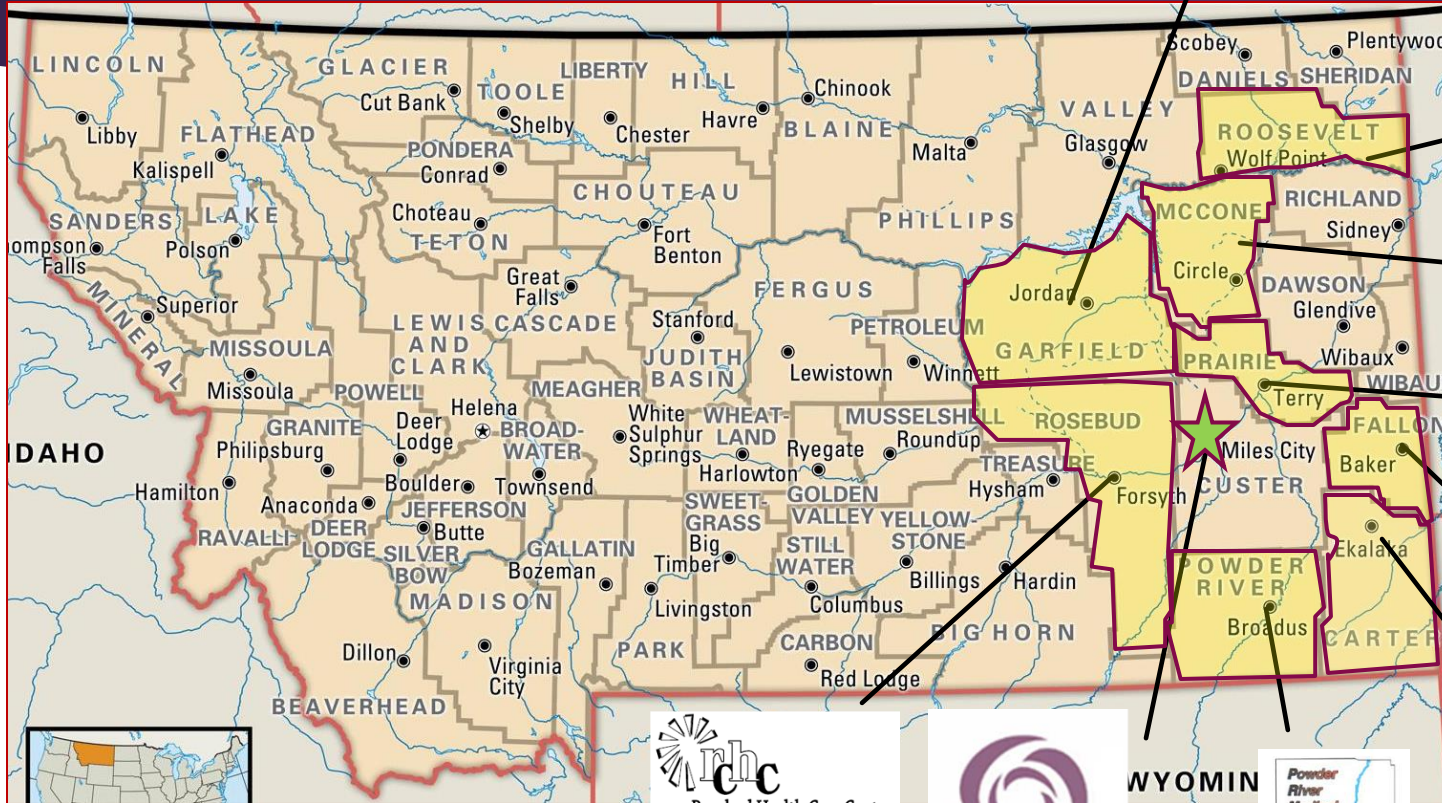 Scobey
Plentywoo
LINCOLN
GLACIER
LIBERTY
HILL
DANIELS
SHERIDAN
Cut Bank
TOOLE
Chinook
VALLEY
Libby
Shelby
Chester
Havre
BLAINE
ROOSEVELT
FLATHEAD
Kalispell
PONDERA
Conrad
Malta
Glasgow
Wolf Point
CHOUTEAU
RICHLAND
SANDERS
LAKE
Choteau
PHILLIPS
MCCONE
Sidney
ompson
Falls
Polson
TETON
Fort
Benton
Great
Falls
Circle
DAWSON
MINERAL
Superior
FERGUS
Jordan
Glendive
LEWIS
AND
CLARK
CASCADE
Stanford
PETROLEUM
MISSOULA
JUDITH
BASIN
GARFIELD
PRAIRIE
Wibaux
Missoula
POWELL
MEAGHER
Lewistown
Winnett
Terry
WIBAU
Helena
GRANITE
Deer
Lodge
BROAD-
WATER
White
Sulphur
Springs
WHEAT-
LAND
MUSSELSHELL
ROSEBUD
FALLON
IDAHO
Philipsburg
Ryegate
Roundup
Miles City
Baker
Hamilton
Boulder
Townsend
Harlowton
TREASURE
Hysham
Forsyth
CUSTER
Anaconda
JEFFERSON
SWEET-
GRASS
GOLDEN
VALLEY
YELLOW-
STONE
RAVALLI
DEER
LODGE
Butte
SILVER
BOW
GALLATIN
Bozeman
Big
Timber
STILL
WATER
Ekalaka
MADISON
Livingston
Columbus
Billings
Hardin
POWDER
RIVER
Broadus
Dillon
Virginia
City
PARK
CARBON
BIG HORN
CARTER
Red Lodge
BEAVERHEAD
rchc
WYOMIN
Powder
River